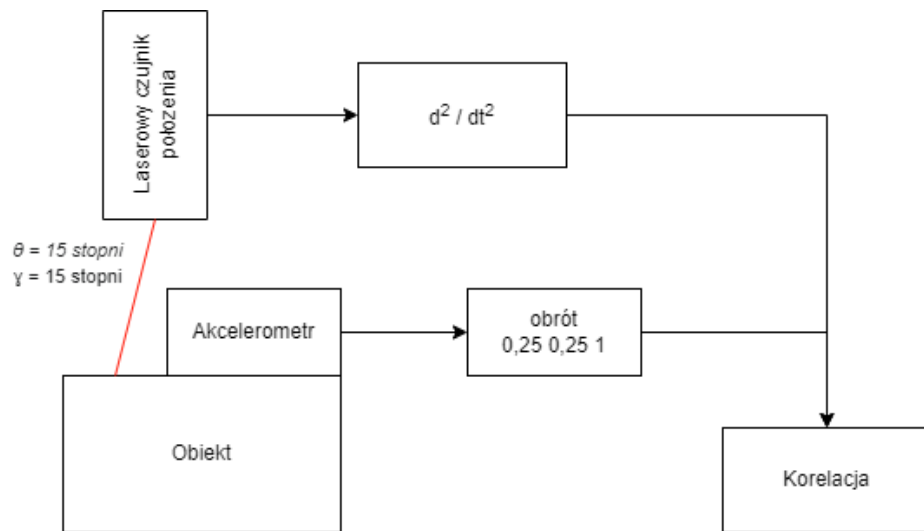 Laserowy czujnik
położenia
d² / dt²
θ = 15 stopni
γ = 15 stopni
Akcelerometr
obrót
0,25 0,25 1
Obiekt
Korelacja